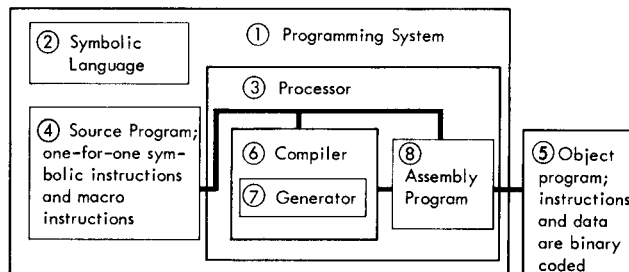 ① Programming System
② Symbolic
Language
③ Processor
④ Source Program;
one-for-one sym-
bolic instructions
and macro
instructions
⑥ Compiler
⑦ Generator
⑧
Assembly
Program
⑤ Object
program;
instructions
and data
are binary
coded